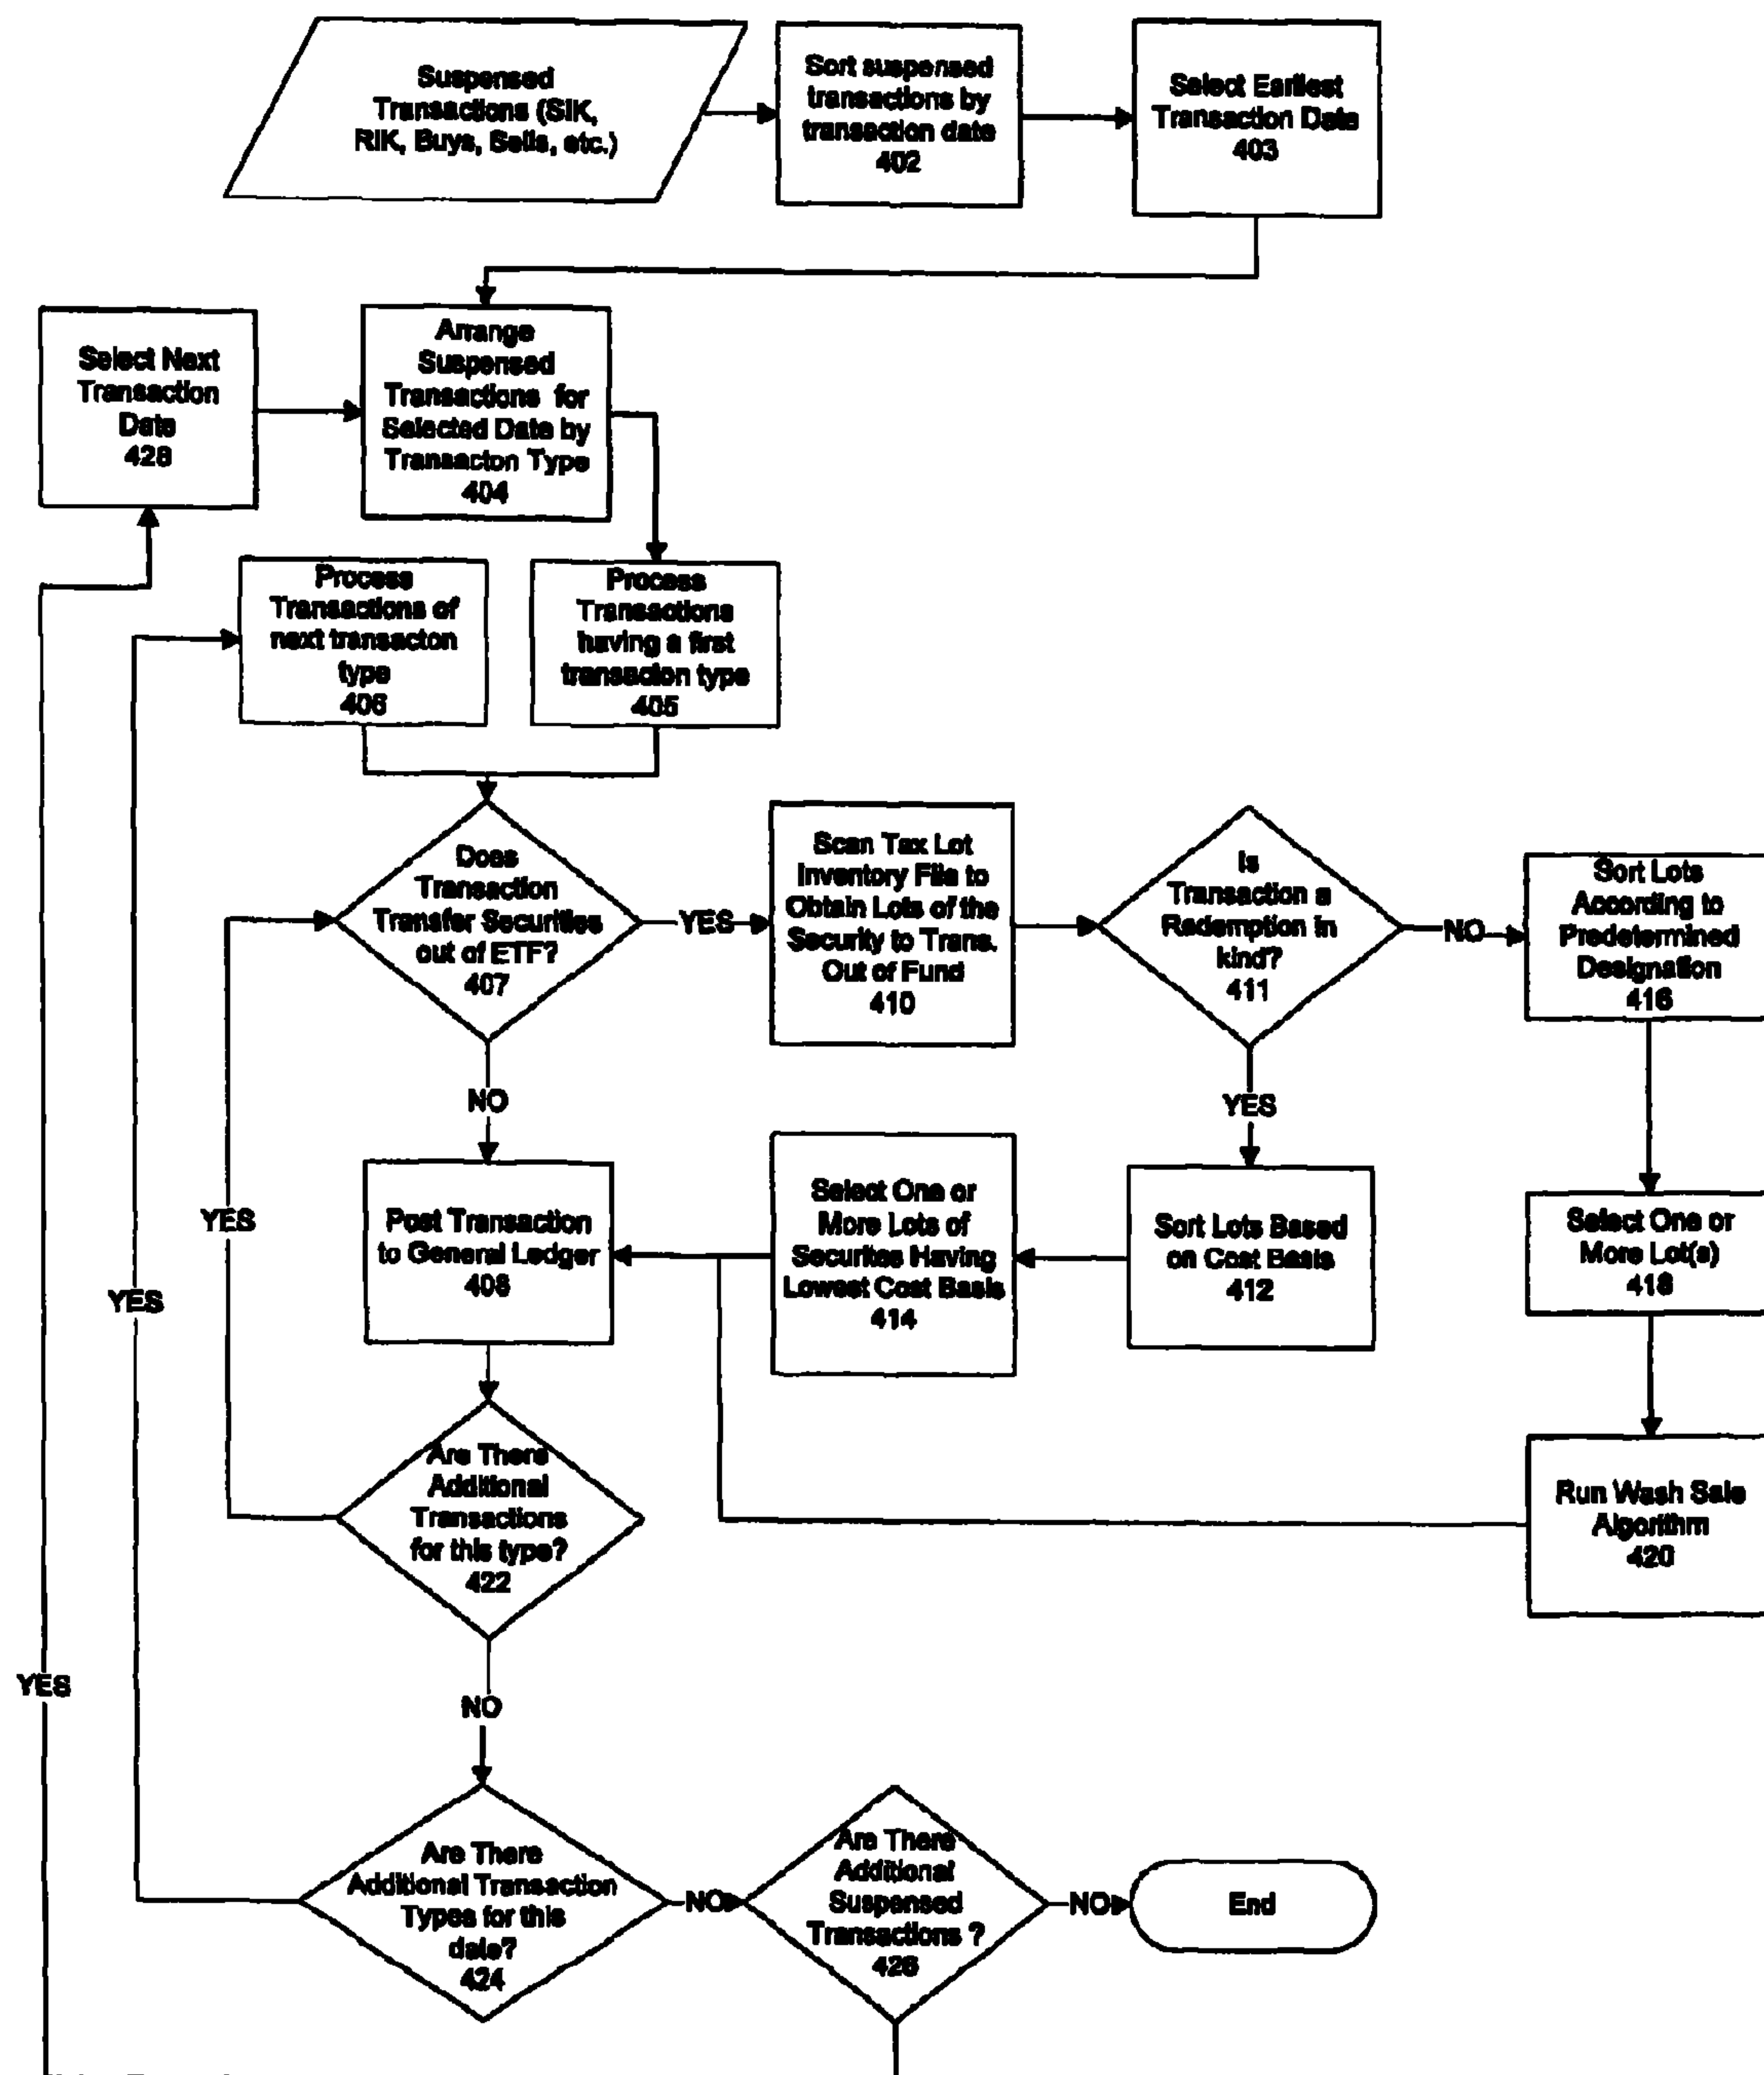 Suspensed
Transactions (SIK,
RIK, Buys, Sells, etc.)
Sort suspensed
transactions by
transaction date
402
Select Earliest
Transaction Date
403
Select Next
Transaction
Date
428
Arrange
Suspensed
Transactions for
Selected Date by
Transacton Type
404
Process
Transactions of
next transacton
type
406
Process
Transactions
having a first
transacion type
405
Does
Transaction
Transfer Securities
out of ETF?
407
YES
Scan Tax Lot
Inventory File to
Obtain Lots of the
Security to Trans.
Out of Fund
410
Is
Transaction a
Redemption in
kind?
411
NO
Sort Lots
According to
Predetermined
Designation
416
NO
YES
YES
Post Transaction
to General Ledger
408
Select One or
More Lots of
Securites Having
Lowest Cost Basis
414
Sort Lots Based
on Cost Basis
412
Select One or
More Lot(s)
418
YES
Are There
Additional
Transactions
for this type?
422
Run Wash Sale
Algorithm
420
YES
NO
Are There
Additional Transaction
Types for this
date?
424
NO
Are There
Additional
Suspensed
Transactions ?
426
NO
End